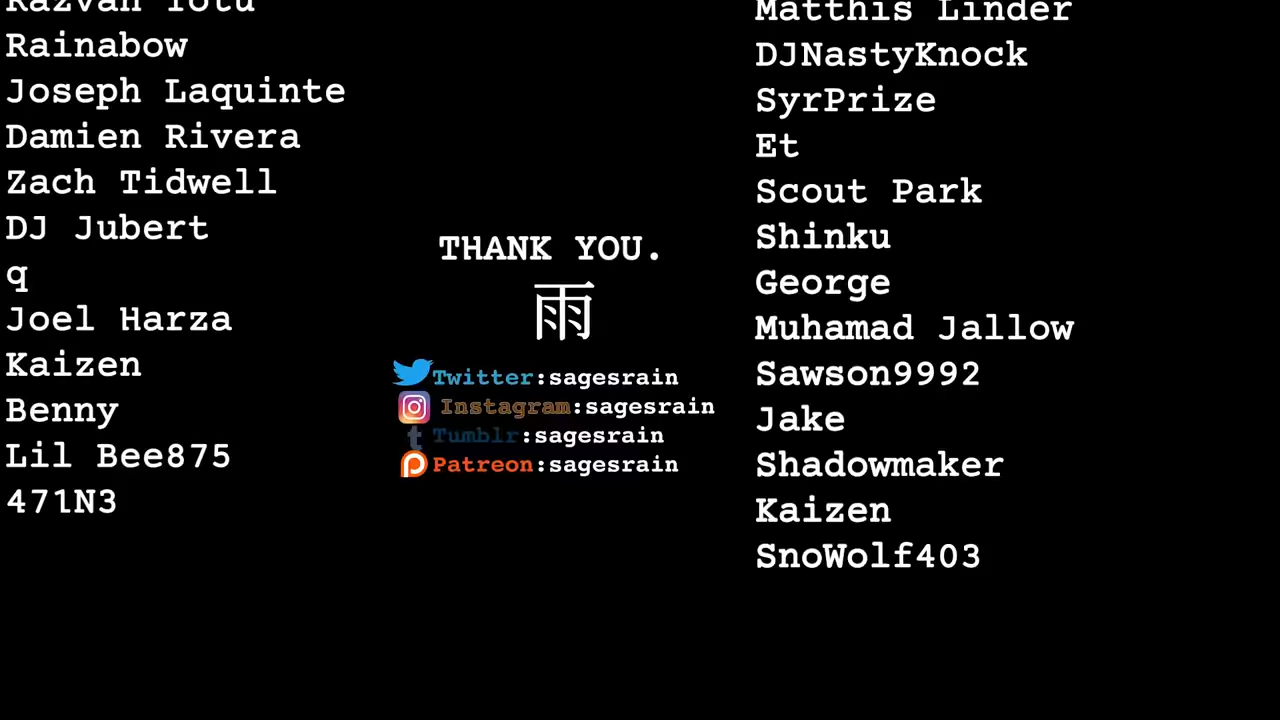 Rainabow
Joseph Laquinte
Damien Rivera
Zach Tidwell
DJ Jubert
q
Joel Harza
Kaizen
Benny
Lil Bee875
471N3
THANK YOU.
雨
Twitter:sagesrain
Instagram:sagesrain
Tumblr:sagesrain
Patreon:sagesrain
Matthis Linder
DJNastyKnock
SyrPrize
Et
Scout Park
Shinku
George
Muhamad Jallow
Sawson9992
Jake
Shadowmaker
Kaizen
SnoWolf403